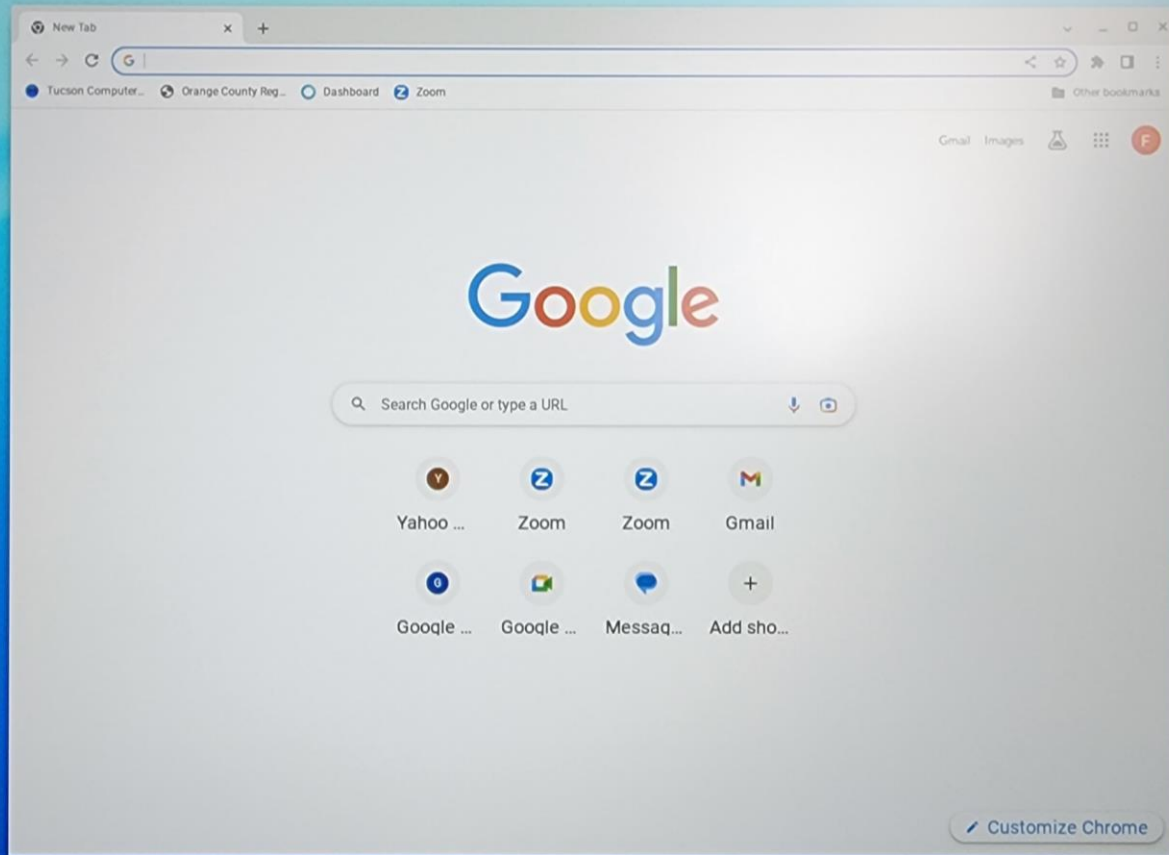 New Tab
G
Tucson Computer... Orange County Reg... Dashboard Z Zoom Other bookmarks
Gmail Images F
Google
Search Google or type a URL
Y Z Z M
Yahoo ... Zoom Zoom Gmail
G
Google ... Google ... Messag... Add sho...
Customize Chrome